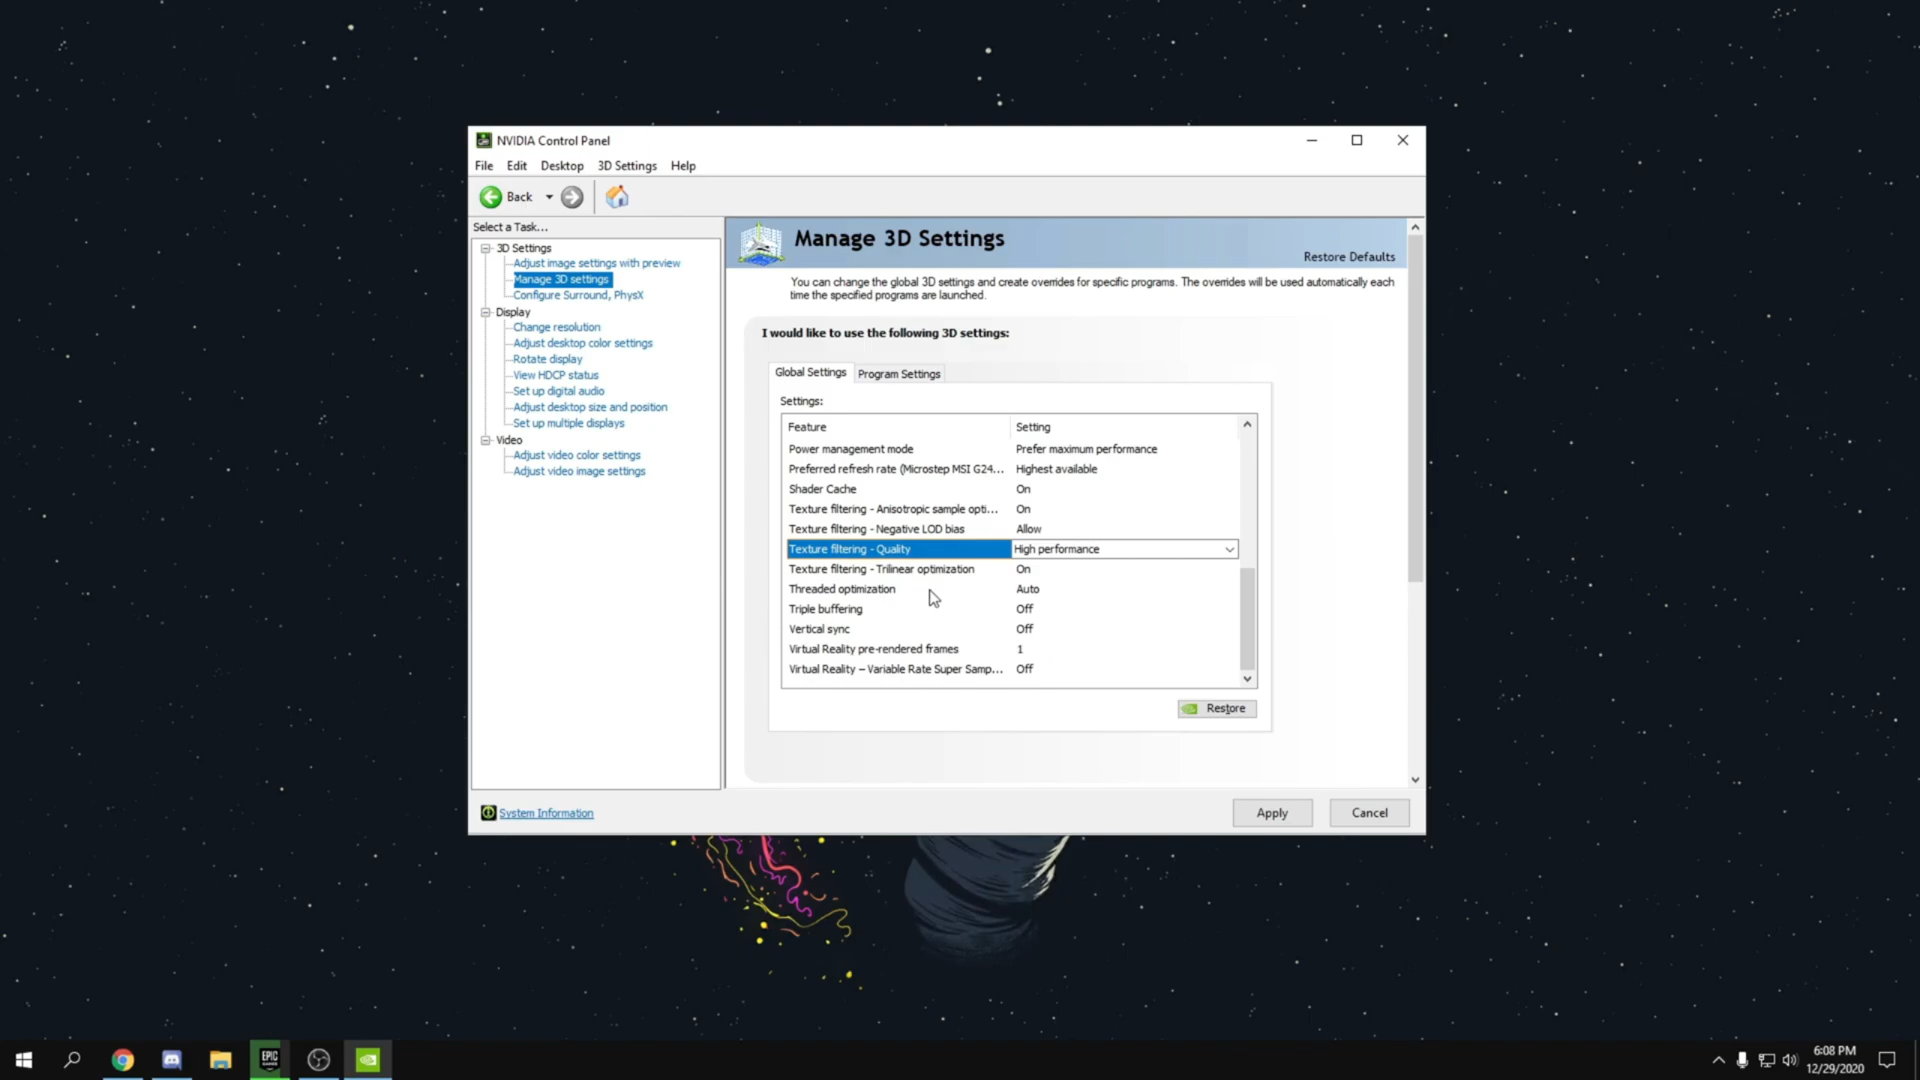 NVIDIA Control Panel
File Edit Desktop 3D Settings Help
Back
Select a Task...
3D Settings
Adjust image settings with preview
Manage 3D settings
Configure Surround, PhysX
Display
Change resolution
Adjust desktop color settings
Rotate display
View HDCP status
Set up digital audio
Adjust desktop size and position
Set up multiple displays
Video
Adjust video color settings
Adjust video image settings
System Information
Manage 3D Settings
Restore Defaults
You can change the global 3D settings and create overrides for specific programs. The overrides will be used automatically each
time the specified programs are launched.
I would like to use the following 3D settings:
Global Settings Program Settings
Settings:
Feature Setting
Power management mode Prefer maximum performance
Preferred refresh rate (Microstep MSI G24... Highest available
Shader Cache On
Texture filtering - Anisotropic sample opti... On
Texture filtering - Negative LOD bias Allow
Texture filtering - Quality High performance
Texture filtering - Trilinear optimization On
Threaded optimization Auto
Triple buffering Off
Vertical sync Off
Virtual Reality pre-rendered frames 1
Virtual Reality – Variable Rate Super Samp... Off
Restore
Apply Cancel
EPIC
GAMES
6:08 PM
12/29/2020